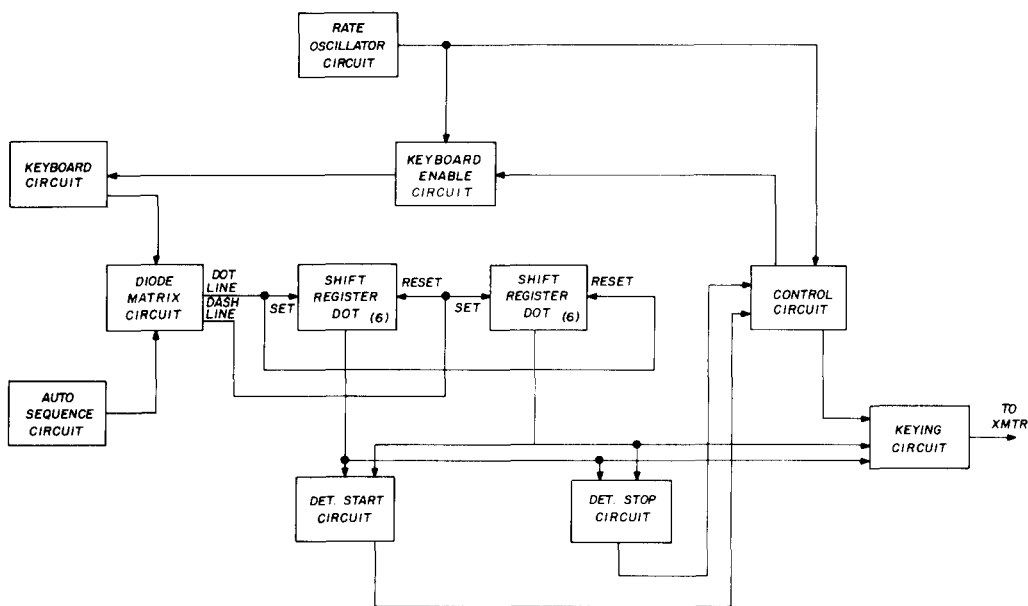 RATE
OSCILLATOR
CIRCUIT
KEYBOARD
CIRCUIT
KEYBOARD
ENABLE
CIRCUIT
DIODE
MATRIX
CIRCUIT
DOT
LINE
DASH
LINE
SET
SHIFT
REGISTER
DOT (6)
RESET
SET
SHIFT
REGISTER
DOT (6)
RESET
CONTROL
CIRCUIT
AUTO
SEQUENCE
CIRCUIT
KEYING
CIRCUIT
TO
XMTR
DET. START
CIRCUIT
DET. STOP
CIRCUIT